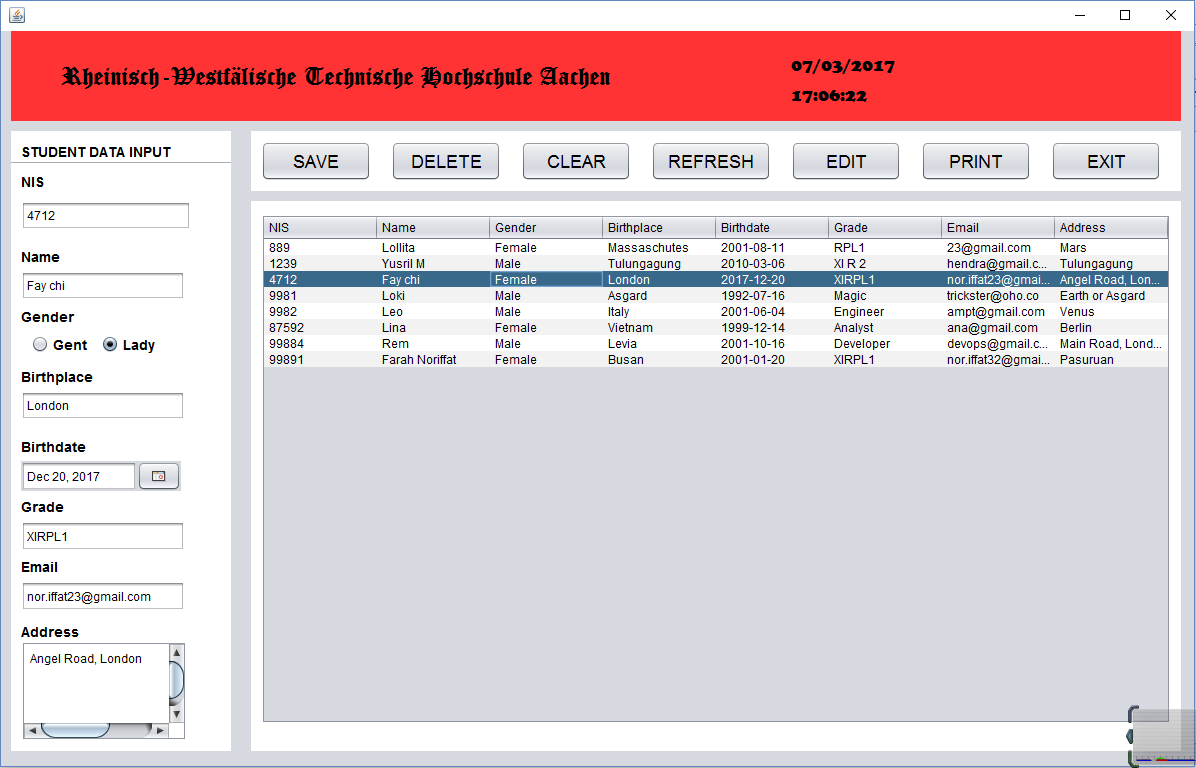 Rheinisch-Westfälische Technische Hochschule Aachen
07/03/2017
17:06:22
STUDENT DATA INPUT
NIS
4712
Name
Fay chi
Gender
Gent Lady
Birthplace
London
Birthdate
Dec 20, 2017
Grade
XIRPL1
Email
nor.iffat23@gmail.com
Address
Angel Road, London
SAVE DELETE CLEAR REFRESH EDIT PRINT EXIT
NIS Name Gender Birthplace Birthdate Grade Email Address
889 Lollita Female Massaschutes 2001-08-11 RPL1 23@gmail.com Mars
1239 Yusril M Male Tulungagung 2010-03-06 XI R 2 hendra@gmail.c... Tulungagung
4712 Fay chi Female London 2017-12-20 XIRPL1 nor.iffat23@gmai... Angel Road, Lon...
9981 Loki Male Asgard 1992-07-16 Magic trickster@oho.co Earth or Asgard
9982 Leo Male Italy 2001-06-04 Engineer ampt@gmail.com Venus
87592 Lina Female Vietnam 1999-12-14 Analyst ana@gmail.com Berlin
99884 Rem Male Levia 2001-10-16 Developer devops@gmail.c... Main Road, Lond...
99891 Farah Noriffat Female Busan 2001-01-20 XIRPL1 nor.iffat32@gmai... Pasuruan